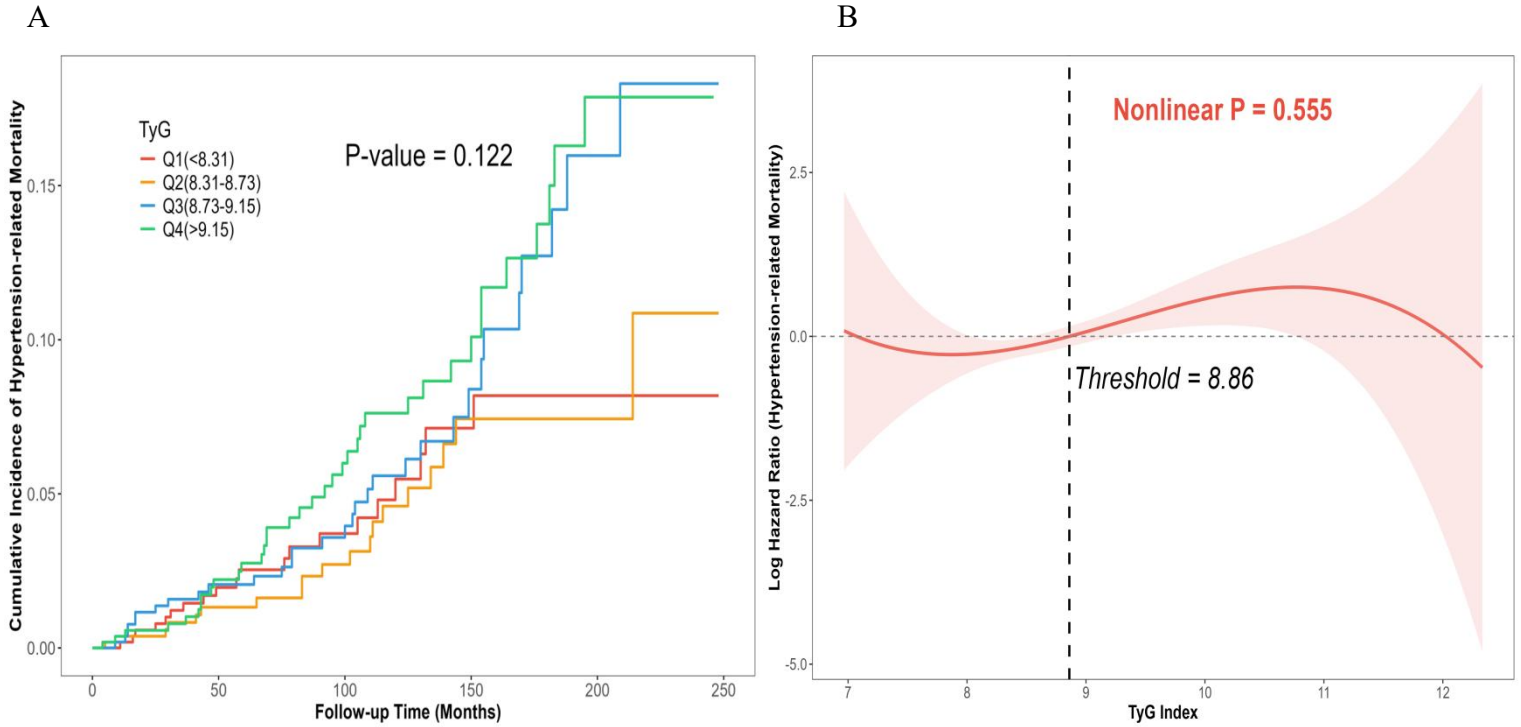 A
B
Cumulative Incidence of Hypertension-related Mortality
TyG
Q1(<8.31)
Q2(8.31-8.73)
Q3(8.73-9.15)
Q4(>9.15)
P-value = 0.122
0.15
0.10
0.05
0.00
0
50
100
150
200
250
Follow-up Time (Months)
Log Hazard Ratio (Hypertension-related Mortality)
Nonlinear P = 0.555
Threshold = 8.86
2.5
0.0
-2.5
-5.0
7
8
9
10
11
12
TyG Index